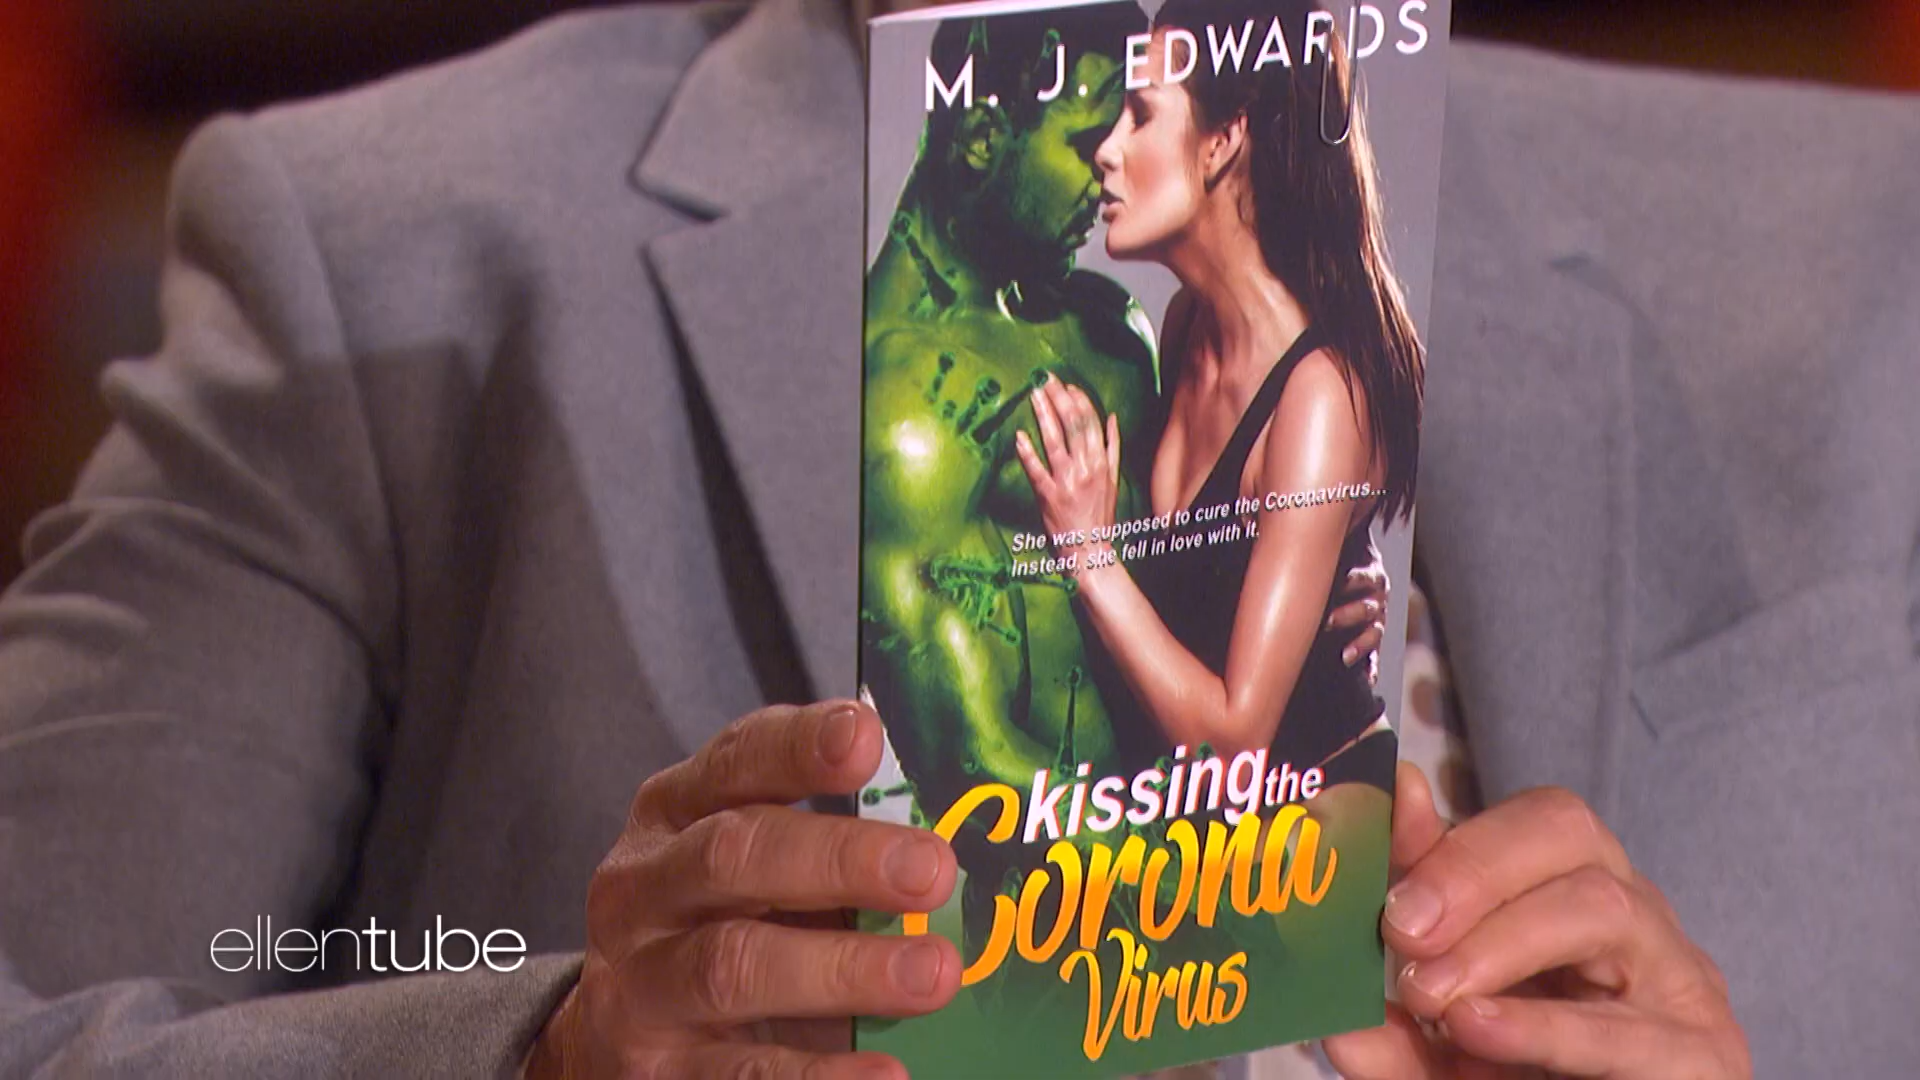 M. J. EDWARDS
She was supposed to cure the Coronavirus...
instead, she fell in love with it.
kissing the
Corona
Virus
ellentube